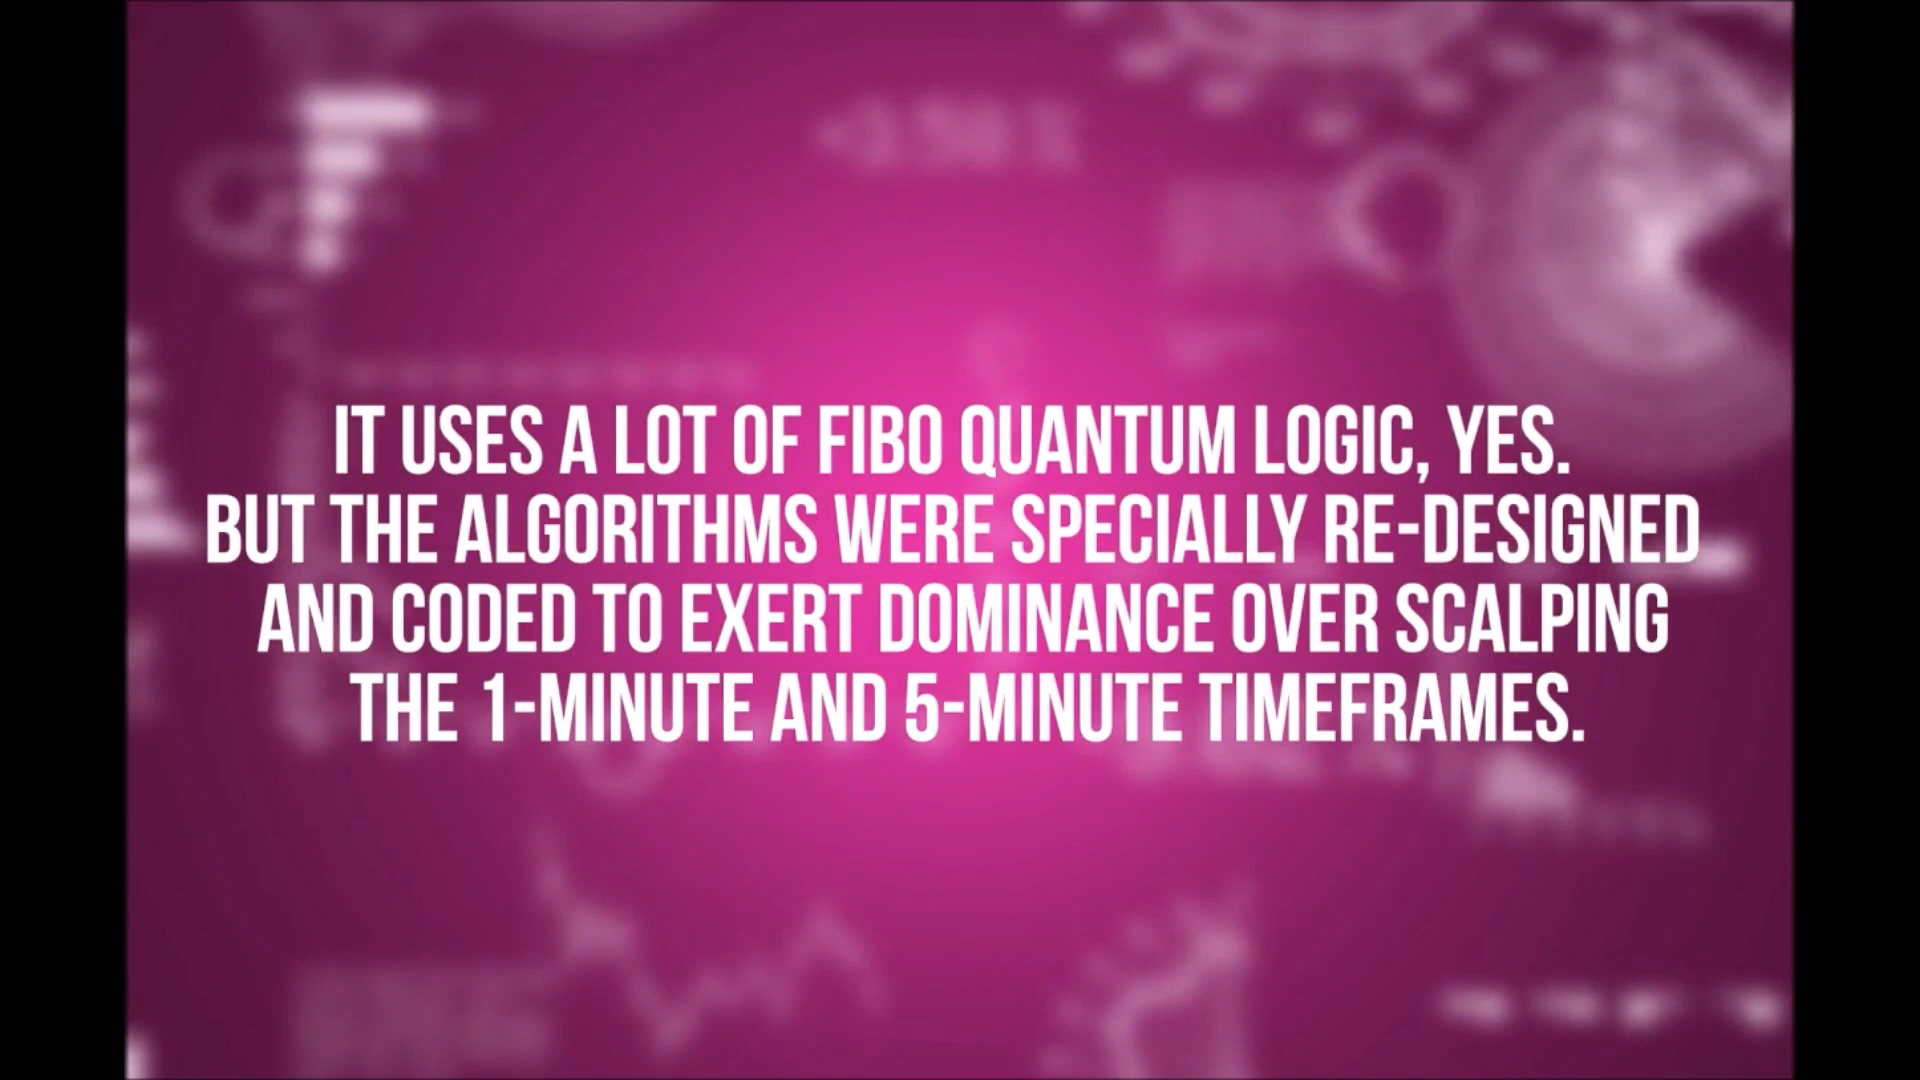 IT USES A LOT OF FIBO QUANTUM LOGIC, YES.
BUT THE ALGORITHMS WERE SPECIALLY RE-DESIGNED
AND CODED TO EXERT DOMINANCE OVER SCALPING
THE 1-MINUTE AND 5-MINUTE TIMEFRAMES.